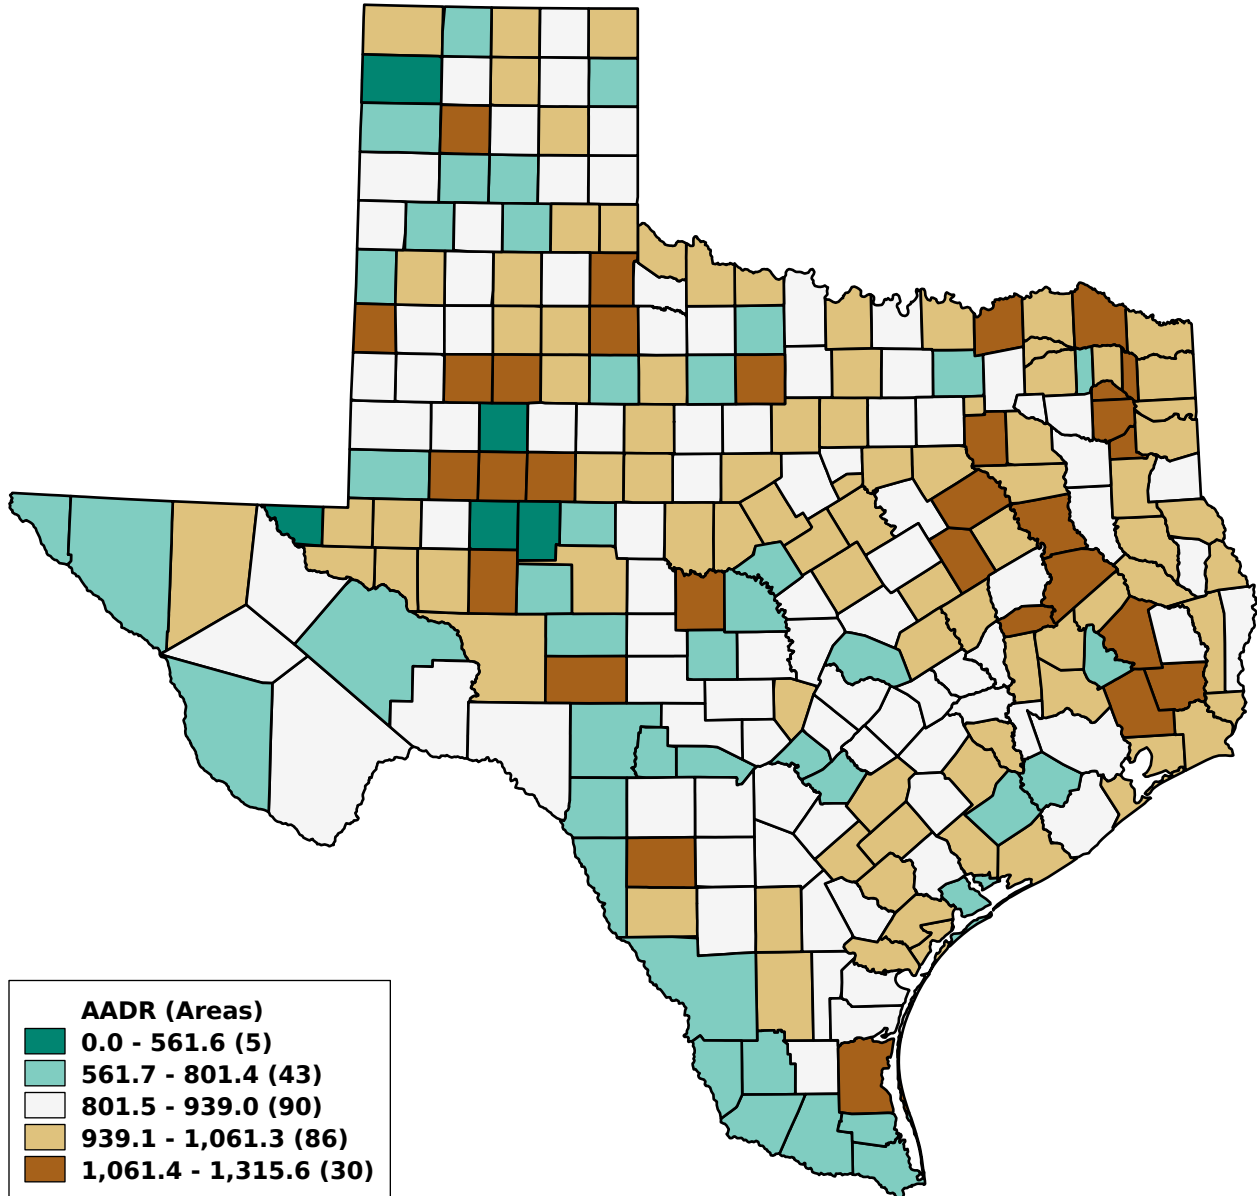 AADR (Areas)
0.0 - 561.6 (5)
561.7 - 801.4 (43)
801.5 - 939.0 (90)
939.1 - 1,061.3 (86)
1,061.4 - 1,315.6 (30)